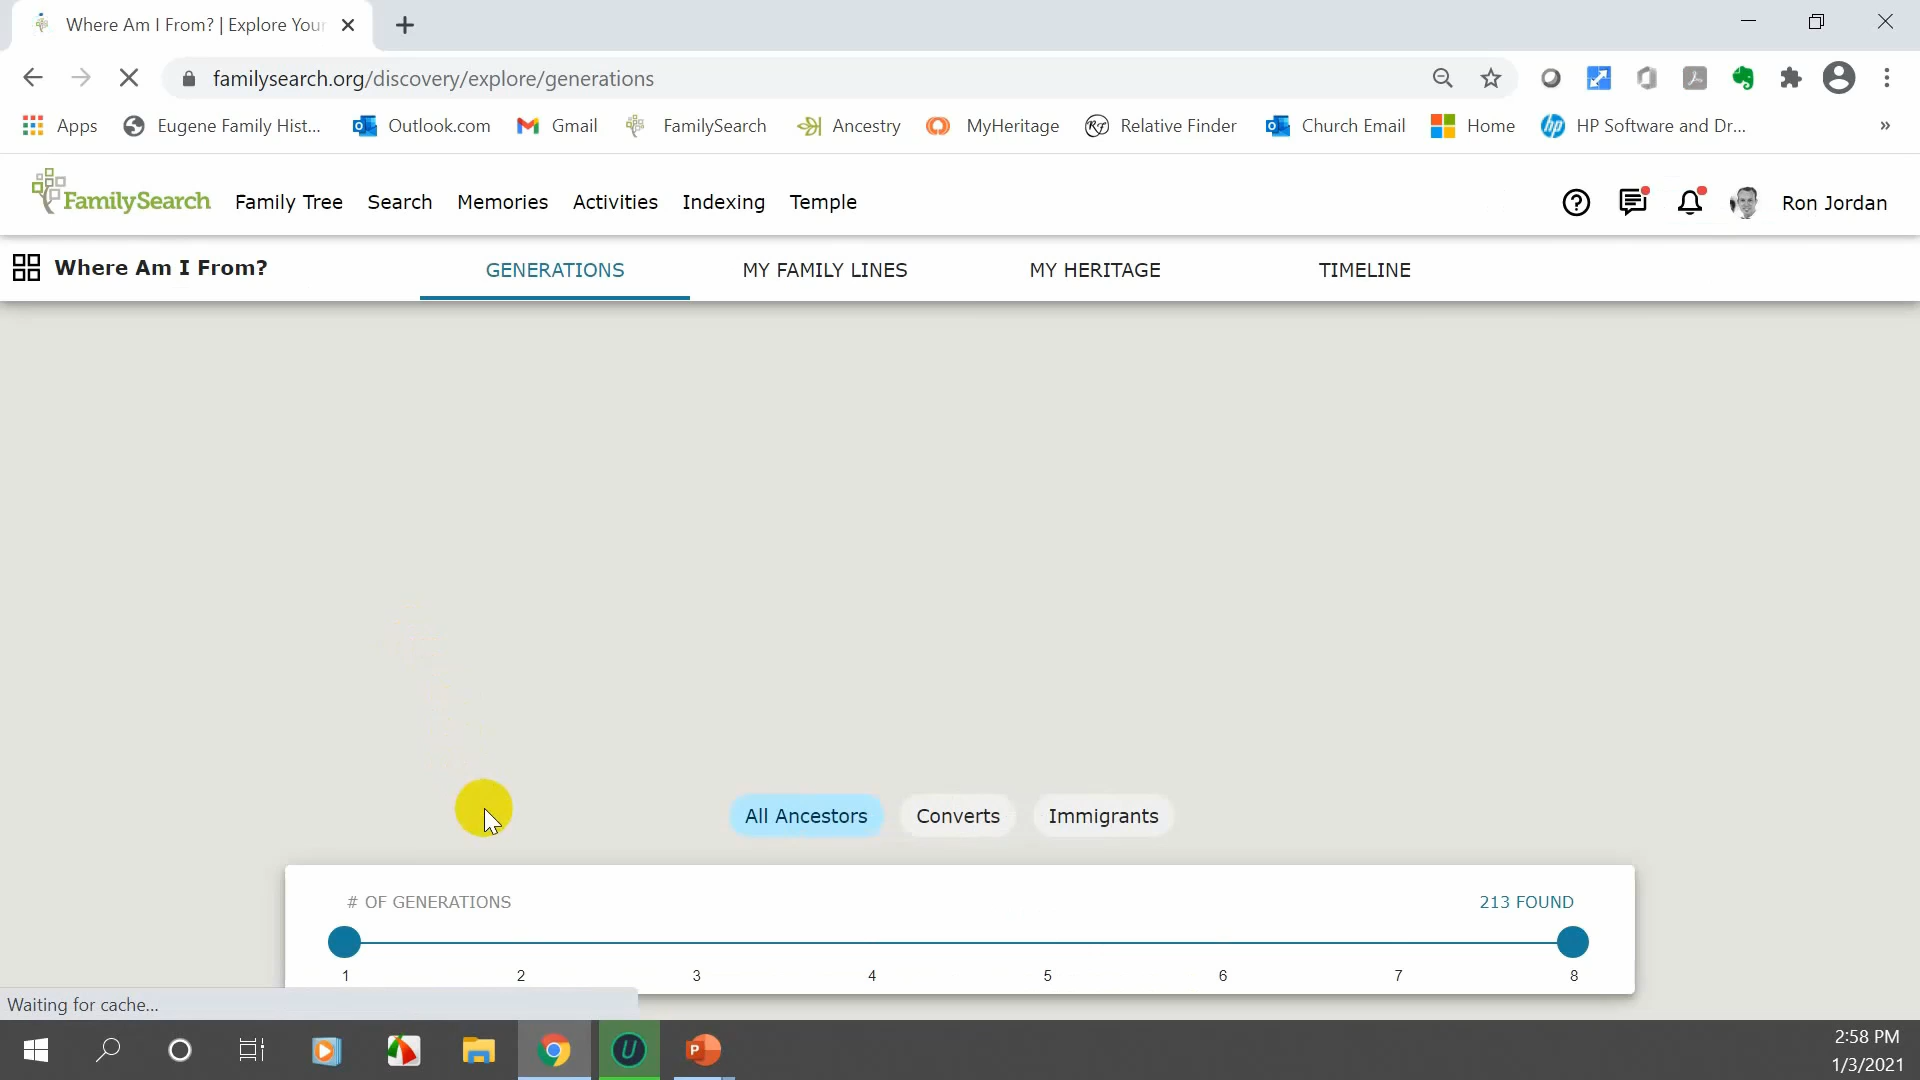 Where Am I From? | Explore Your
familysearch.org/discovery/explore/generations
Apps Eugene Family Hist... Outlook.com Gmail FamilySearch Ancestry MyHeritage RF Relative Finder Church Email Home hp HP Software and Dr... »
FamilySearch Family Tree Search Memories Activities Indexing Temple Ron Jordan
Where Am I From? GENERATIONS MY FAMILY LINES MY HERITAGE TIMELINE
All Ancestors Converts Immigrants
# OF GENERATIONS 213 FOUND
1 2 3 4 5 6 7 8
Waiting for cache...
U P 2:58 PM
1/3/2021